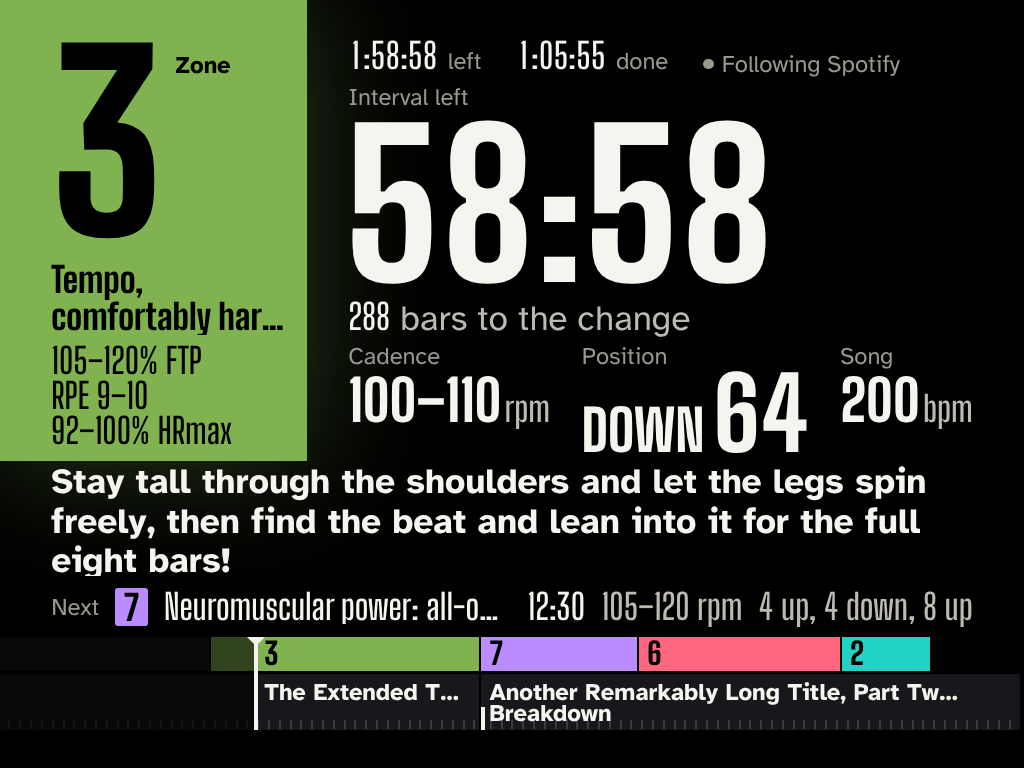 3 Zone
Tempo,
comfortably har...
105–120% FTP
RPE 9–10
92–100% HRmax
1:58:58 left 1:05:55 done ● Following Spotify
Interval left
58:58
288 bars to the change
Cadence Position Song
100–110 rpm DOWN 64 200 bpm
Stay tall through the shoulders and let the legs spin
freely, then find the beat and lean into it for the full
eight bars!
Next 7 Neuromuscular power: all-o... 12:30 105–120 rpm 4 up, 4 down, 8 up
3 7 6 2
The Extended T... Another Remarkably Long Title, Part Tw...
Breakdown